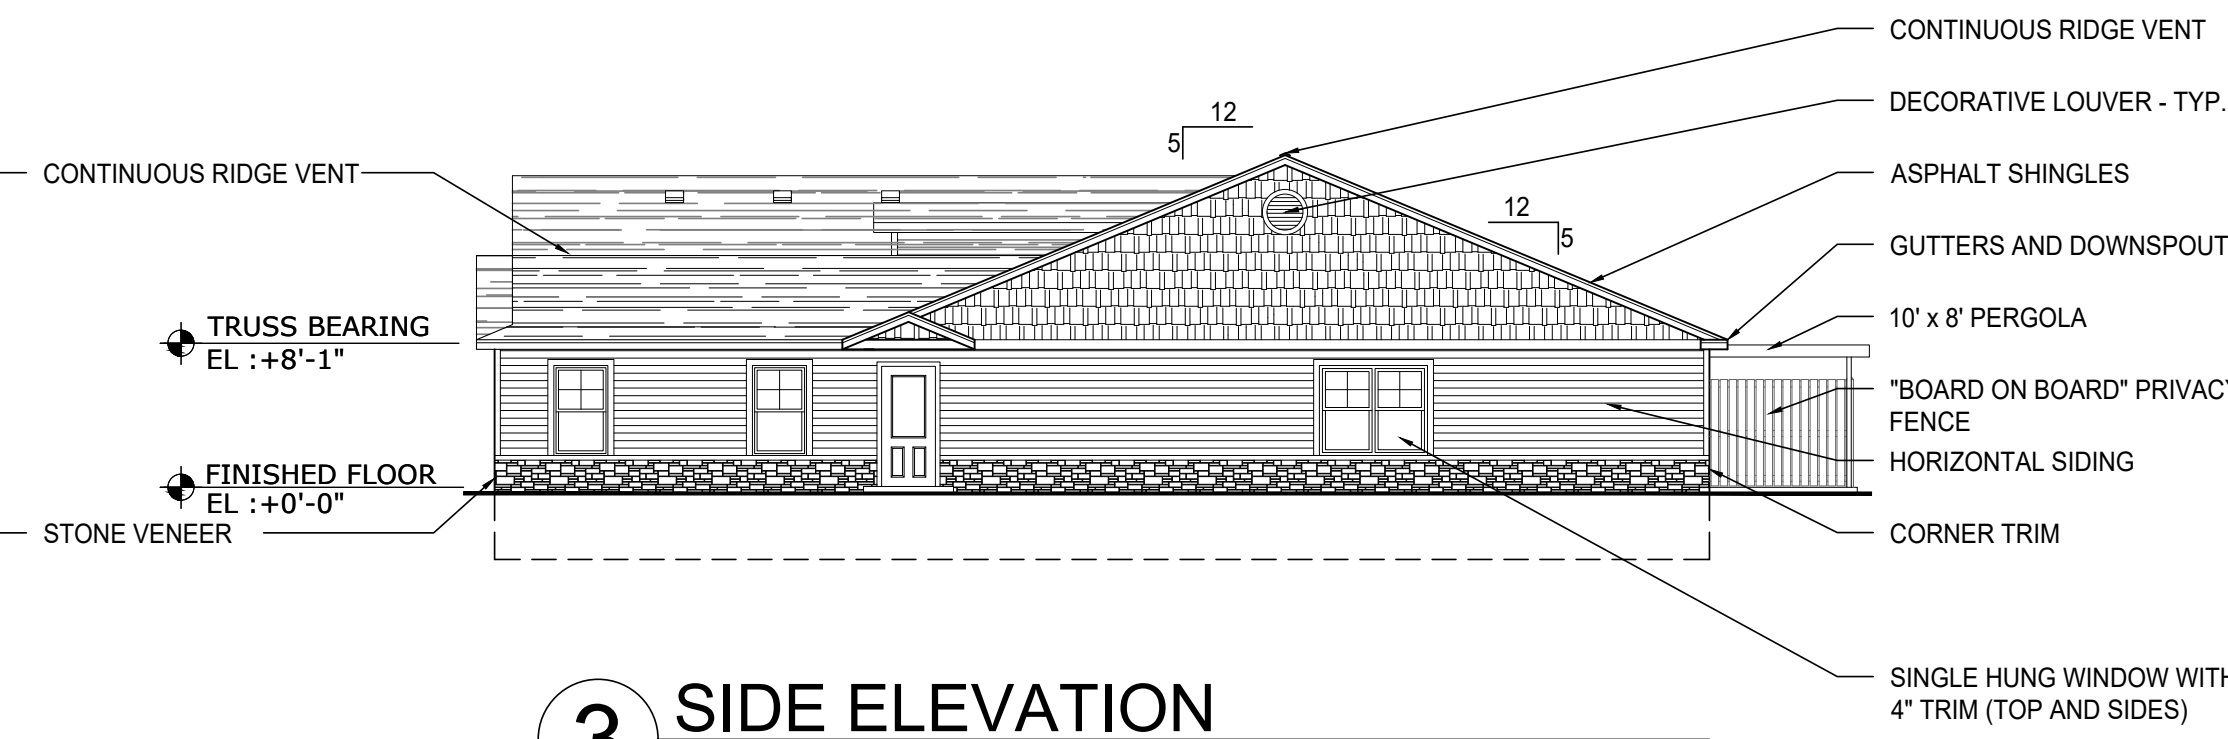 CONTINUOUS RIDGE VENT
DECORATIVE LOUVER - TYP.
12
5
CONTINUOUS RIDGE VENT
ASPHALT SHINGLES
12
5
GUTTERS AND DOWNSPOUT
10' x 8' PERGOLA
TRUSS BEARING
EL :+8'-1"
"BOARD ON BOARD" PRIVACY
FENCE
HORIZONTAL SIDING
FINISHED FLOOR
EL :+0'-0"
STONE VENEER
CORNER TRIM
SINGLE HUNG WINDOW WITH
4" TRIM (TOP AND SIDES)
3
SIDE ELEVATION